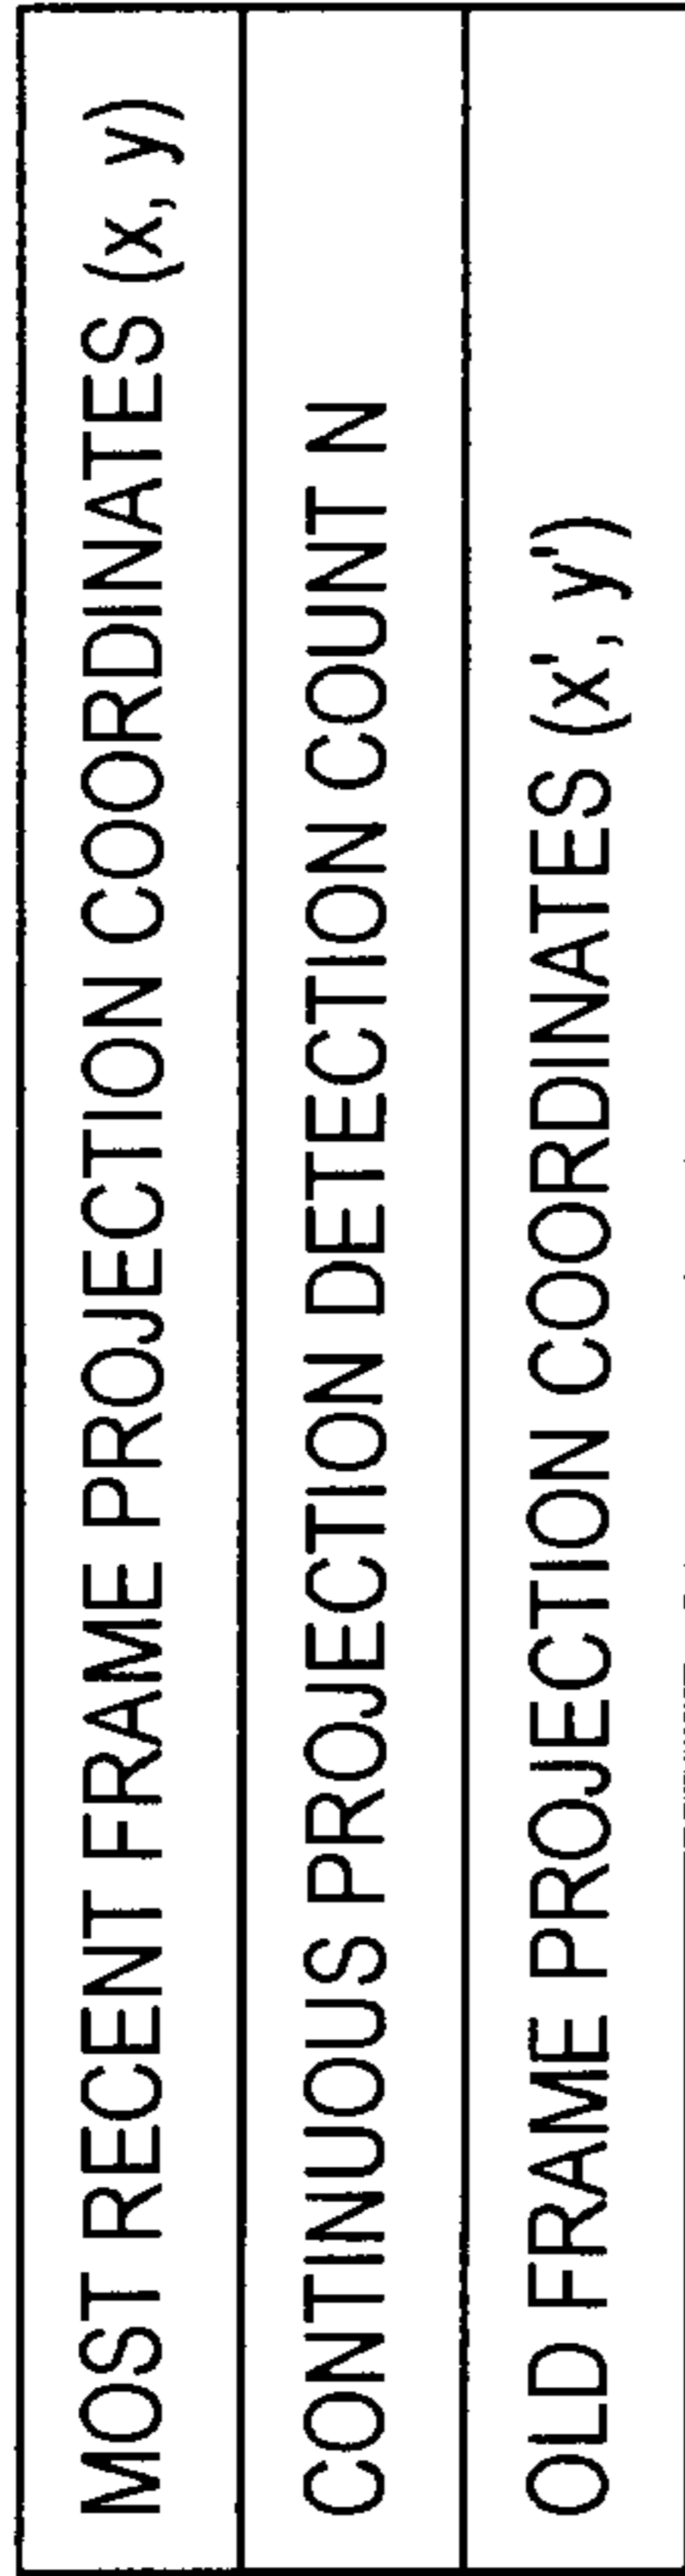 MOST RECENT FRAME PROJECTION COORDINATES (x, y)
CONTINUOUS PROJECTION DETECTION COUNT N
OLD FRAME PROJECTION COORDINATES (x', y')